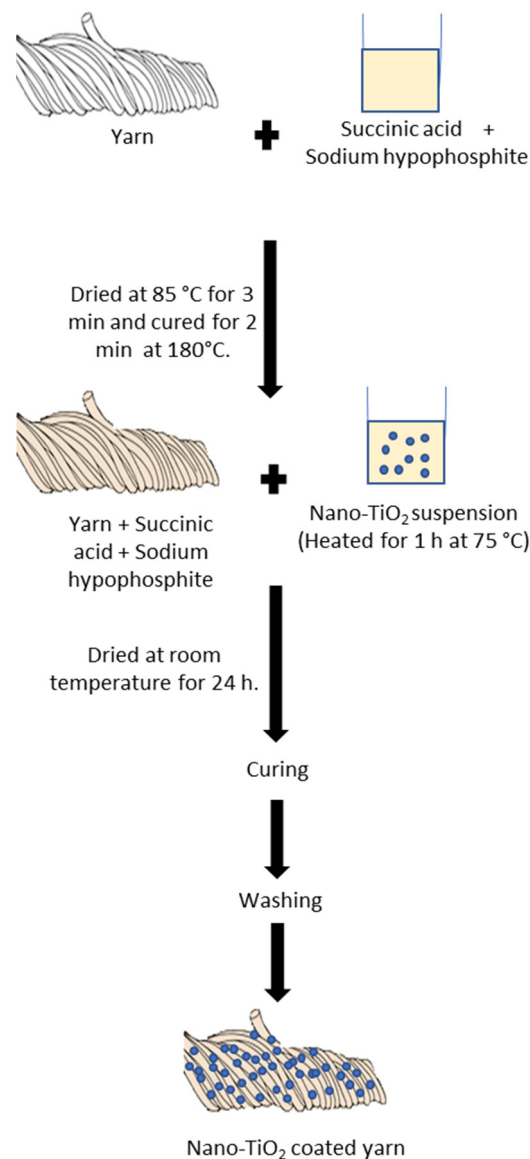 Yarn
Succinic acid +
Sodium hypophosphite
Dried at 85 °C for 3
min and cured for 2
min at 180°C.
Yarn + Succinic
acid + Sodium
hypophosphite
Nano-TiO₂ suspension
(Heated for 1 h at 75 °C)
Dried at room
temperature for 24 h.
Curing
Washing
Nano-TiO₂ coated yarn